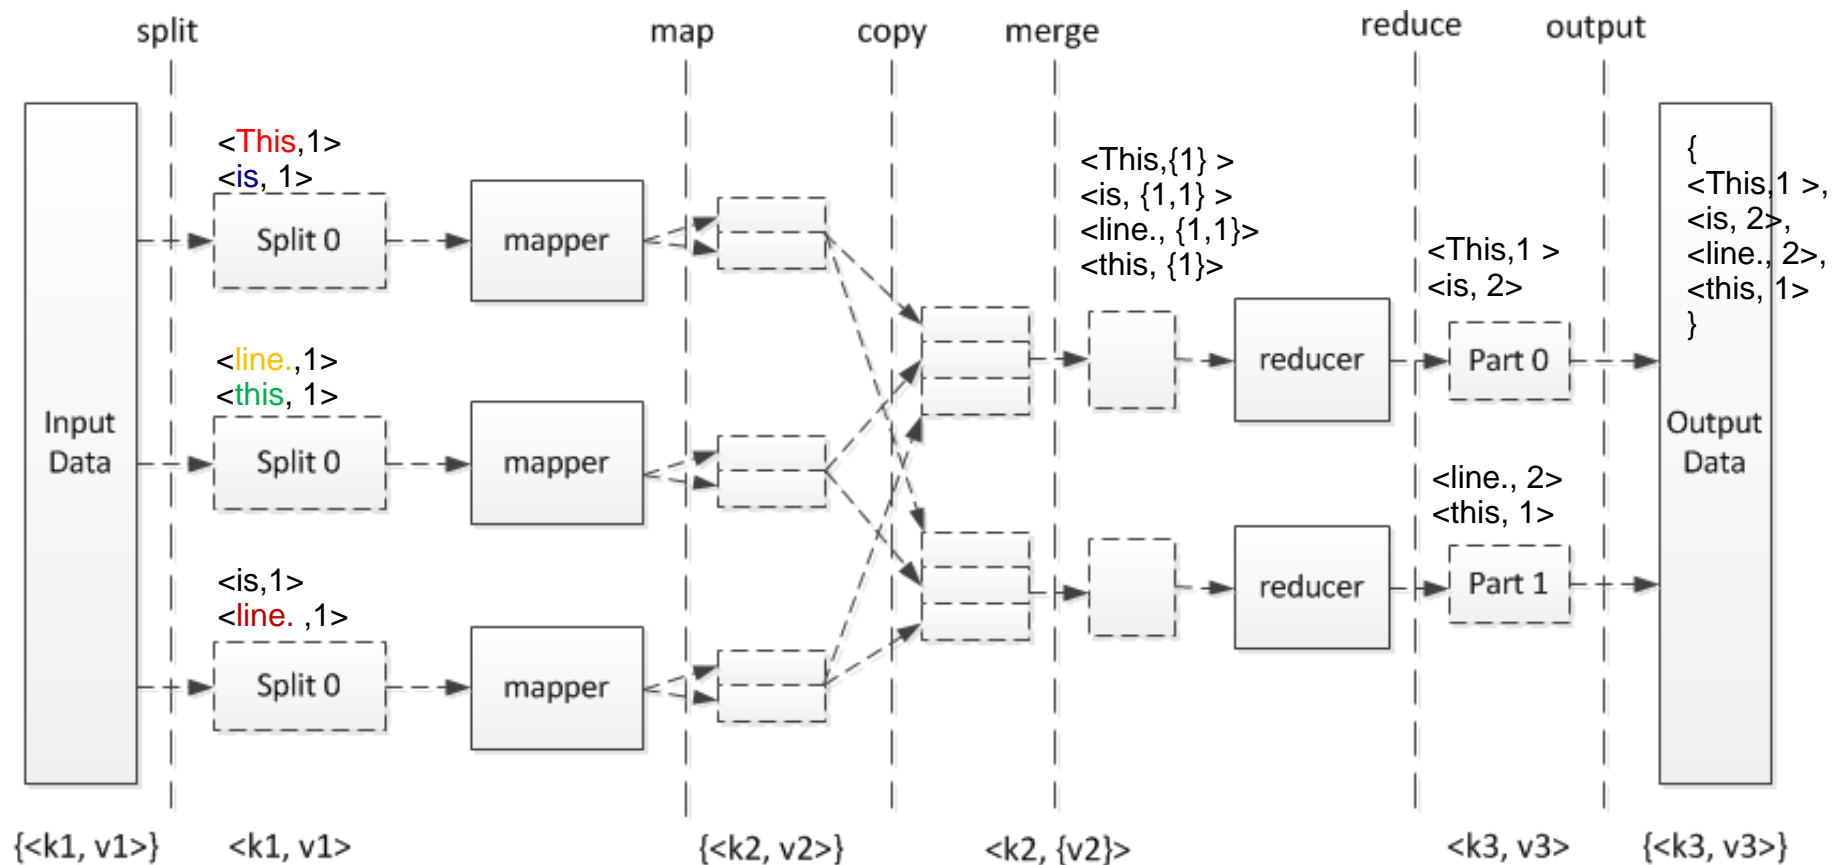 split
map
copy
merge
reduce
output
Input
Data
<This,1>
<is, 1>
Split 0
mapper
<line.,1>
<this, 1>
Split 0
mapper
<is,1>
<line. ,1>
Split 0
mapper
<This,{1} >
<is, {1,1} >
<line., {1,1}>
<this, {1}>
reducer
<This,1 >
<is, 2>
Part 0
reducer
<line., 2>
<this, 1>
Part 1
{
<This,1 >,
<is, 2>,
<line., 2>,
<this, 1>
}
Output
Data
{<k1, v1>}
<k1, v1>
{<k2, v2>}
<k2, {v2}>
<k3, v3>
{<k3, v3>}